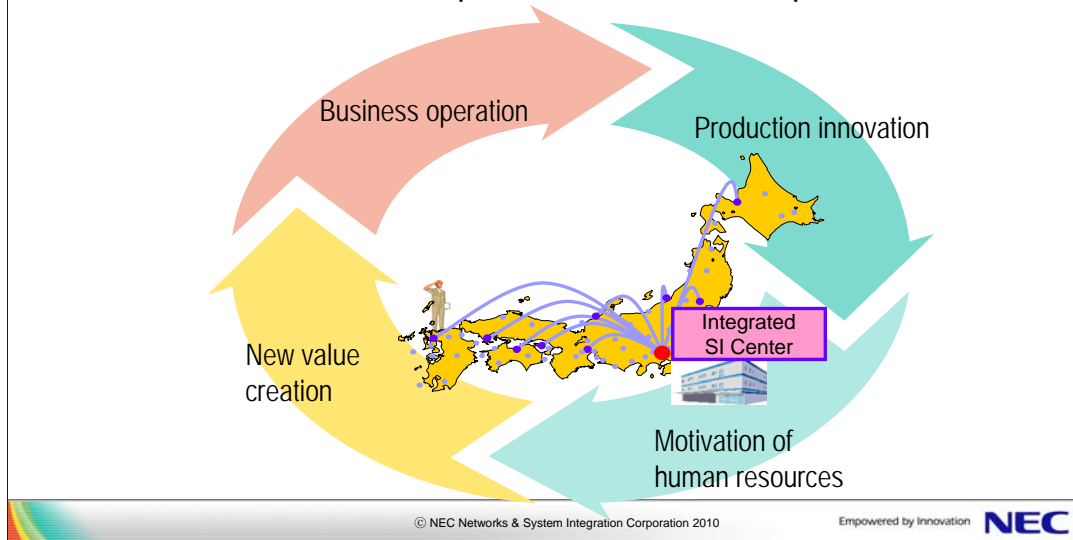 Business operation
Production innovation
Integrated
SI Center
New value
creation
Motivation of
human resources
© NEC Networks & System Integration Corporation 2010
Empowered by Innovation NEC